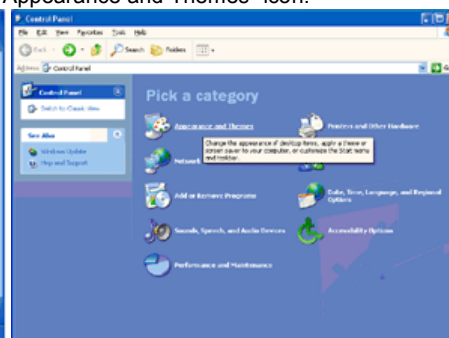 Appearance and Themes" icon.
Control Panel
File Edit View Favorites Tools Help
Back Search Folders
Address Control Panel Go
Control Panel
Switch to Classic View
See Also
Windows Update
Help and Support
Pick a category
Appearance and Themes
Printers and Other Hardware
Change the appearance of desktop items, apply a theme or
screen saver to your computer, or customize the Start menu
and taskbar.
Network
Add or Remove Programs
Date, Time, Language, and Regional
Options
Sounds, Speech, and Audio Devices
Accessibility Options
Performance and Maintenance